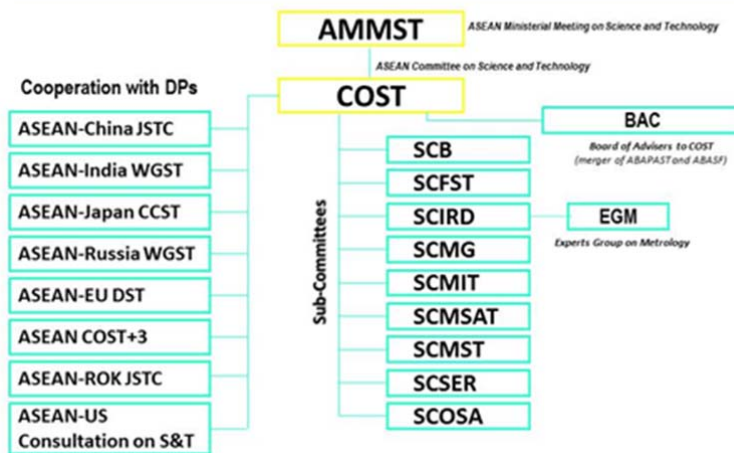 AMMST
ASEAN Ministerial Meeting on Science and Technology
ASEAN Committee on Science and Technology
COST
Cooperation with DPs
ASEAN-China JSTC
ASEAN-India WGST
ASEAN-Japan CCST
ASEAN-Russia WGST
ASEAN-EU DST
ASEAN COST+3
ASEAN-ROK JSTC
ASEAN-US
Consultation on S&T
Sub-Committees
SCB
SCFST
SCIRD
SCMG
SCMIT
SCMSAT
SCMST
SCSER
SCOSA
BAC
Board of Advisers to COST
(merger of ABAPAST and ABASF)
EGM
Experts Group on Metrology